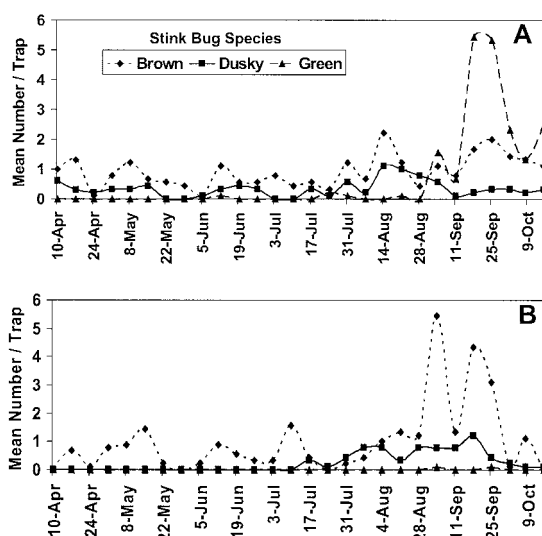 A
Stink Bug Species
Brown Dusky Green
Mean Number / Trap
6
5
4
3
2
1
0
10-Apr
24-Apr
8-May
22-May
5-Jun
19-Jun
3-Jul
17-Jul
31-Jul
14-Aug
28-Aug
11-Sep
25-Sep
9-Oct
B
Mean Number / Trap
6
5
4
3
2
1
0
10-Apr
24-Apr
8-May
22-May
5-Jun
19-Jun
3-Jul
17-Jul
31-Jul
4-Aug
28-Aug
11-Sep
25-Sep
9-Oct